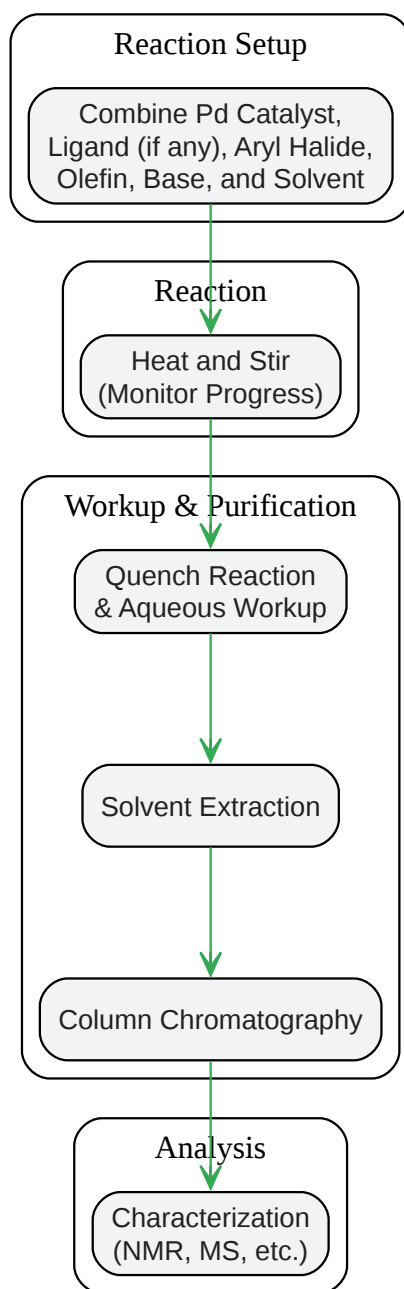 Reaction Setup
Combine Pd Catalyst,
Ligand (if any), Aryl Halide,
Olefin, Base, and Solvent
Reaction
Heat and Stir
(Monitor Progress)
Workup & Purification
Quench Reaction
& Aqueous Workup
Solvent Extraction
Column Chromatography
Analysis
Characterization
(NMR, MS, etc.)